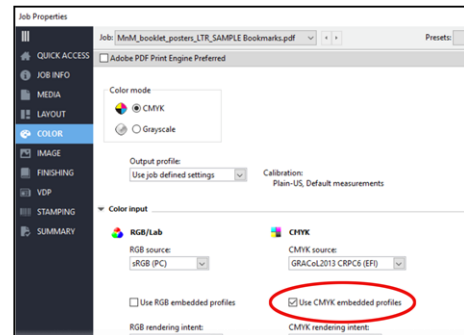 Job Properties
Job: MnM_booklet_posters_LTR_SAMPLE Bookmarks.pdf
Presets:
QUICK ACCESS
JOB INFO
MEDIA
LAYOUT
COLOR
IMAGE
FINISHING
VDP
STAMPING
SUMMARY
Adobe PDF Print Engine Preferred
Color mode
CMYK
Grayscale
Output profile:
Use job defined settings
Calibration:
Plain-US, Default measurements
Color input
RGB/Lab
RGB source:
sRGB (PC)
Use RGB embedded profiles
RGB rendering intent:
CMYK
CMYK source:
GRACoL2013 CRPC6 (EFI)
Use CMYK embedded profiles
CMYK rendering intent: